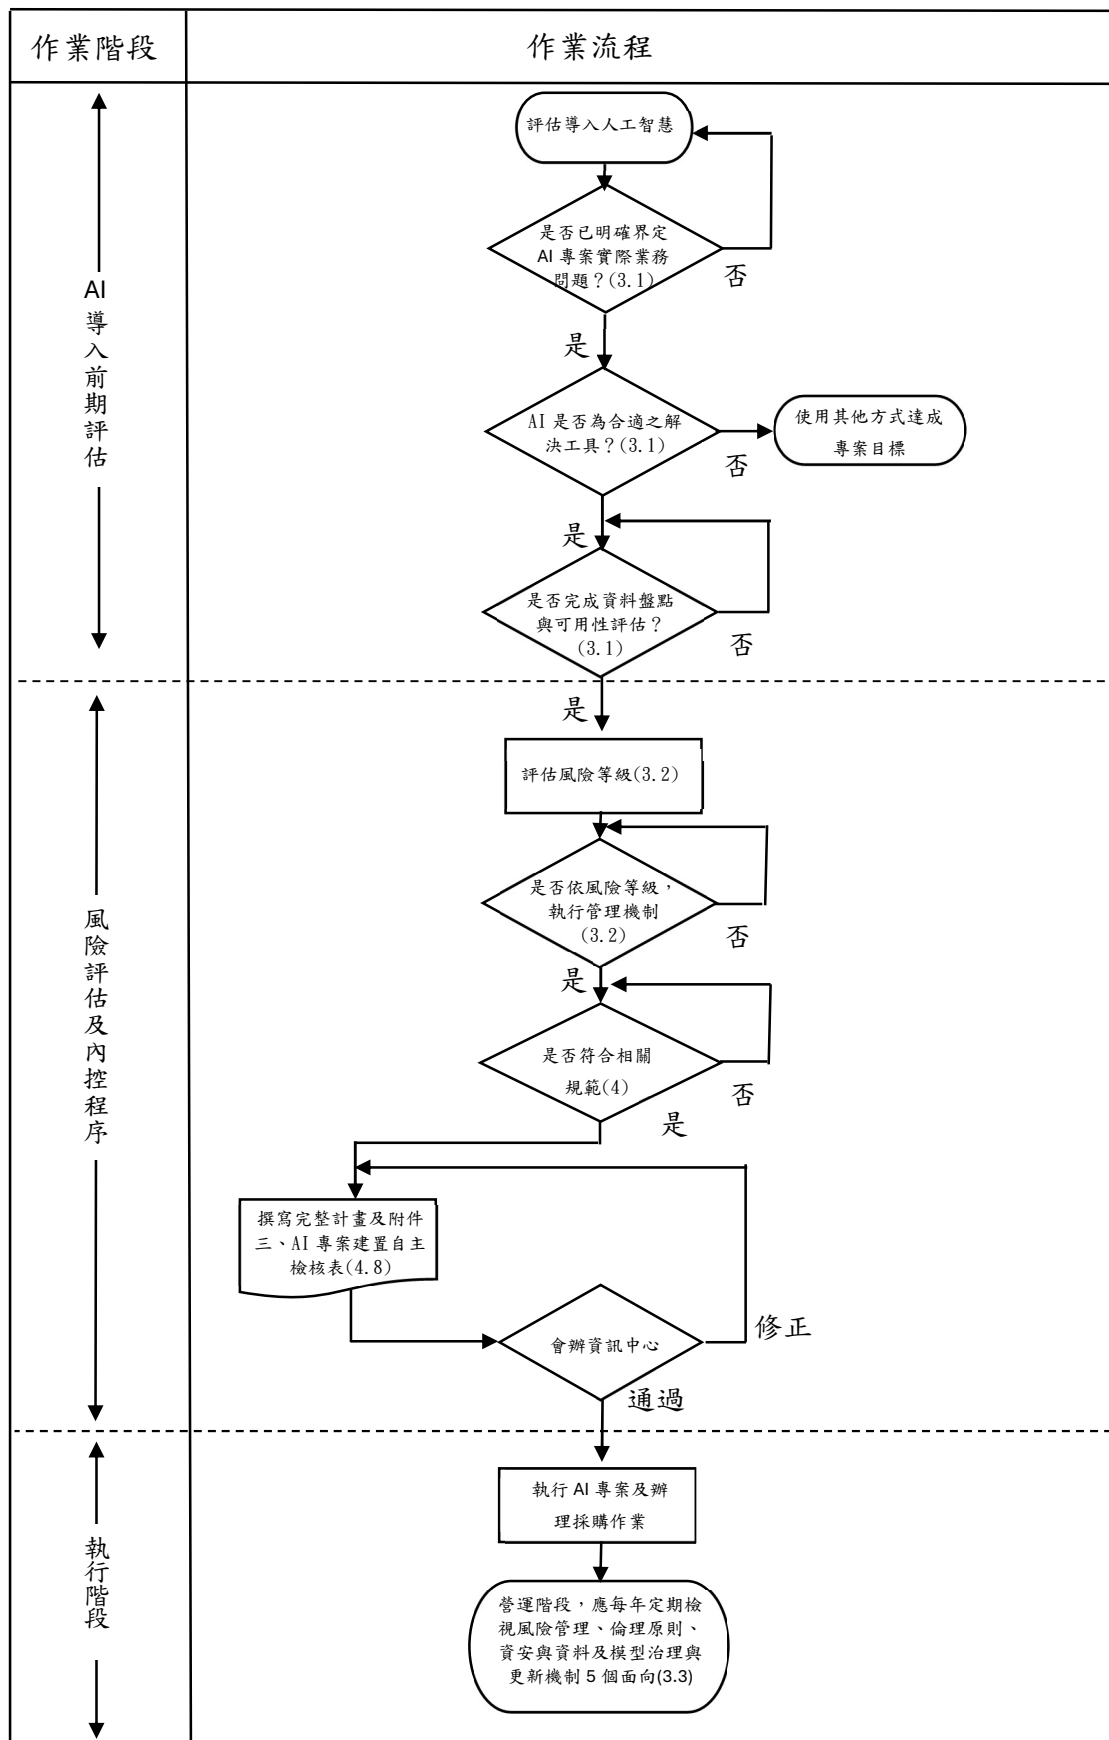 作業階段
作業流程
AI
導
入
前
期
評
估
評估導入人工智慧
是否已明確界定
AI 專案實際業務
問題？(3.1)
否
是
AI 是否為合適之解
決工具？(3.1)
否
使用其他方式達成
專案目標
是
是否完成資料盤點
與可用性評估？
(3.1)
否
是
風
險
評
估
及
內
控
程
序
評估風險等級(3.2)
是否依風險等級，
執行管理機制
(3.2)
否
是
是否符合相關
規範(4)
否
是
撰寫完整計畫及附件
三、AI 專案建置自主
檢核表(4.8)
會辦資訊中心
修正
通過
執
行
階
段
執行 AI 專案及辦
理採購作業
營運階段，應每年定期檢
視風險管理、倫理原則、
資安與資料及模型治理與
更新機制 5 個面向(3.3)